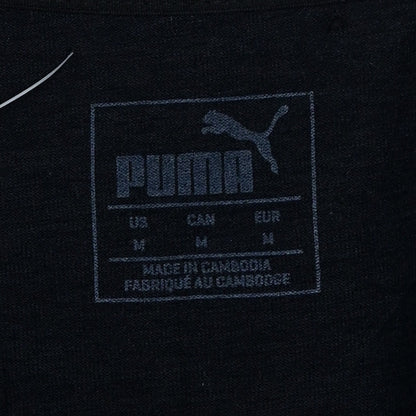 PUMA
US CAN EUR
M M M
MADE IN CAMBODIA
FABRIQUÉ AU CAMBODGE